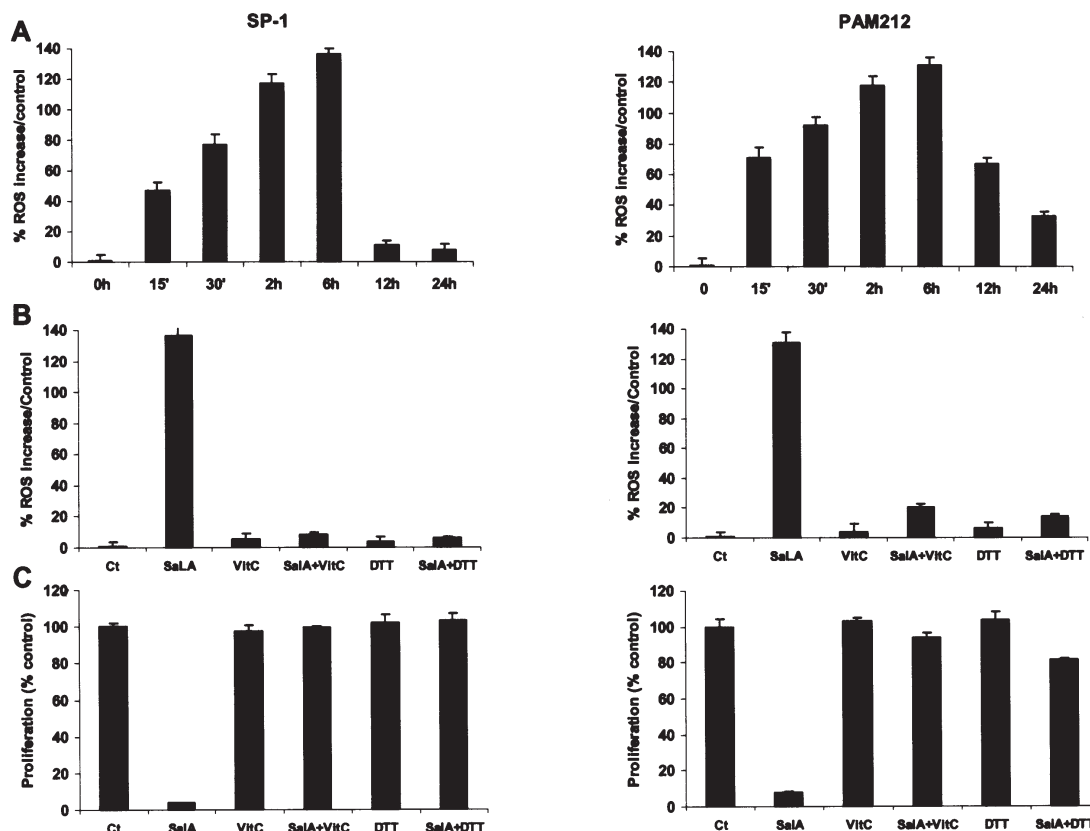 SP-1
PAM212
A
% ROS Increase/control
140
120
100
80
60
40
20
0
0h 15' 30' 2h 6h 12h 24h
% ROS increase/control
140
120
100
80
60
40
20
0
0 15' 30' 2h 6h 12h 24h
B
% ROS Increase/Control
140
120
100
80
60
40
20
0
Ct SaLA VitC SalA+VitC DTT SalA+DTT
% ROS Increase/Control
140
120
100
80
60
40
20
0
Ct SaLA VitC SalA+VitC DTT SalA+DTT
C
Proliferation (% control)
120
100
80
60
40
20
0
Ct SalA VitC SalA+VitC DTT SalA+DTT
Proliferation (% control)
120
100
80
60
40
20
0
Ct SalA VitC SalA+VitC DTT SalA+DTT